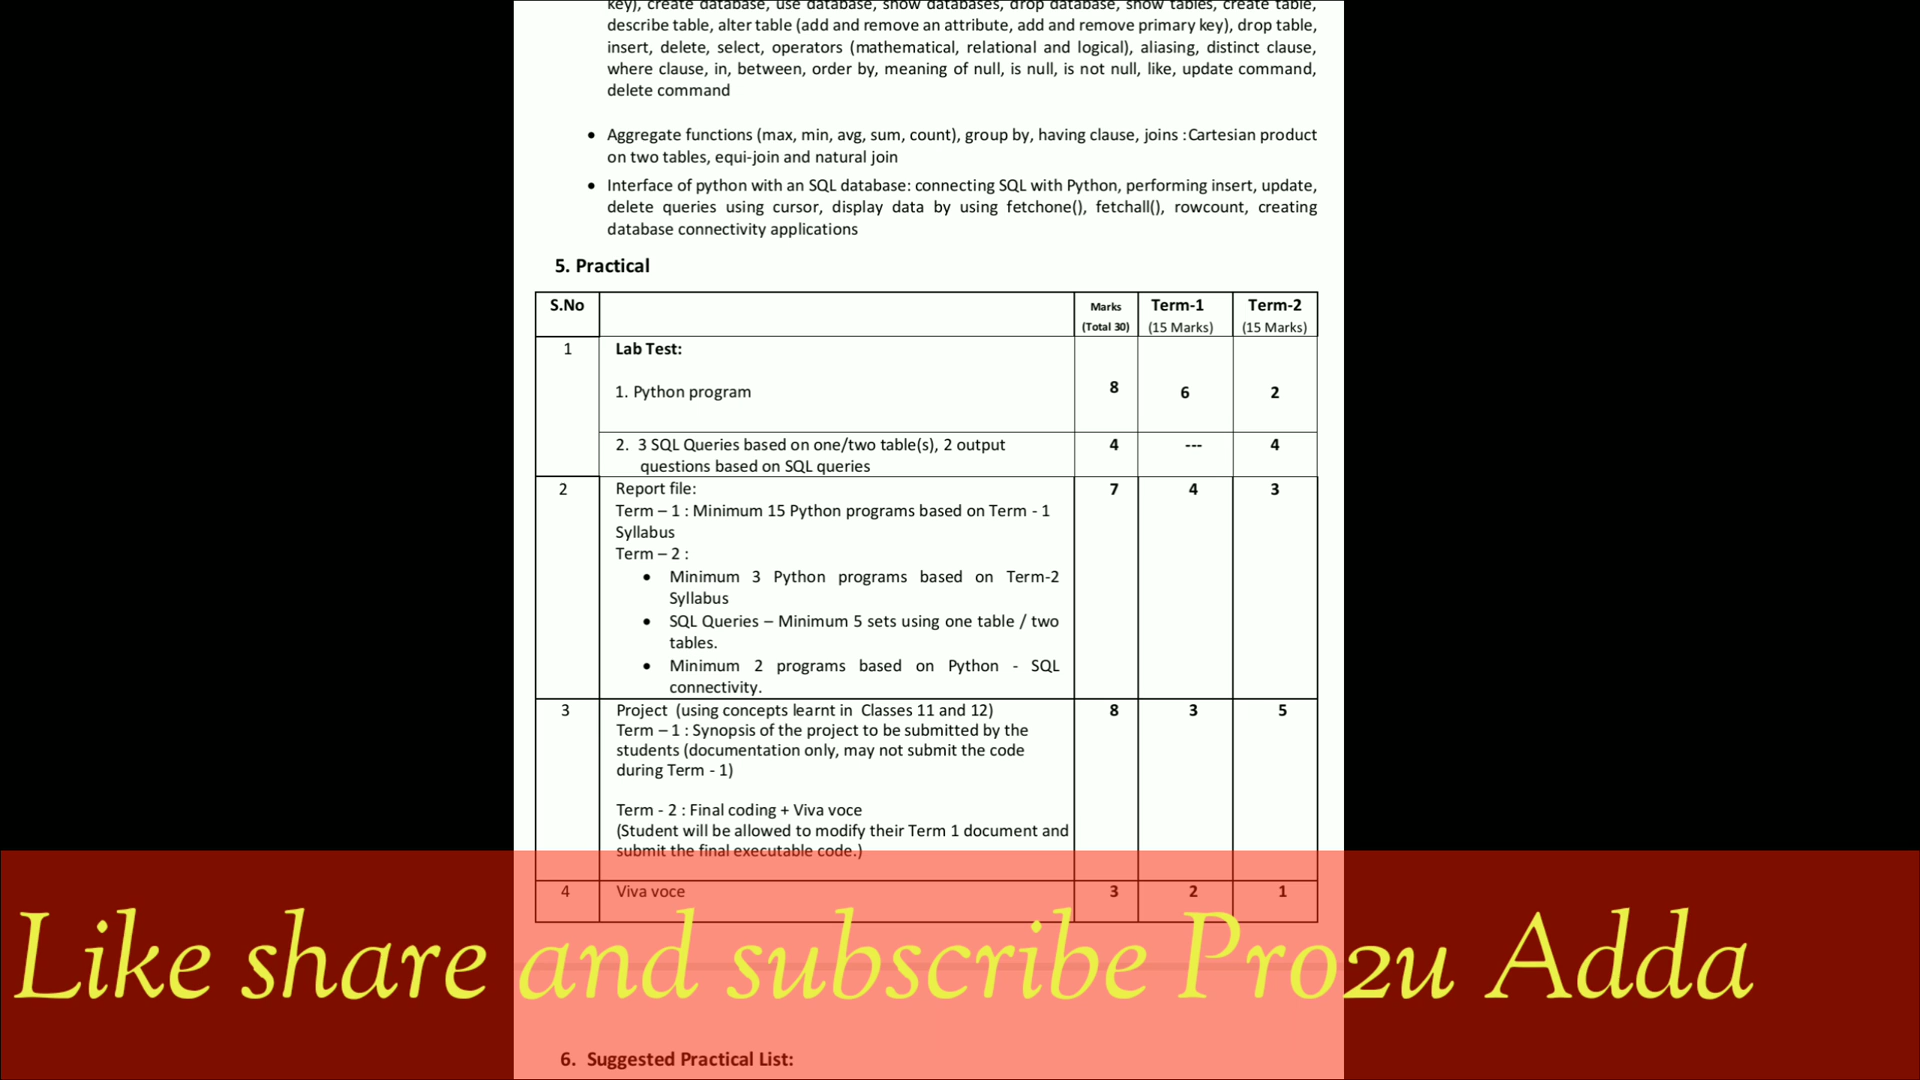 key), create database, use database, show databases, drop database, show tables, create table,
describe table, alter table (add and remove an attribute, add and remove primary key), drop table,
insert, delete, select, operators (mathematical, relational and logical), aliasing, distinct clause,
where clause, in, between, order by, meaning of null, is null, is not null, like, update command,
delete command
• Aggregate functions (max, min, avg, sum, count), group by, having clause, joins : Cartesian product
on two tables, equi-join and natural join
• Interface of python with an SQL database: connecting SQL with Python, performing insert, update,
delete queries using cursor, display data by using fetchone(), fetchall(), rowcount, creating
database connectivity applications
5. Practical
S.No Marks Term-1 Term-2
(Total 30) (15 Marks) (15 Marks)
1 Lab Test:
1. Python program 8 6 2
2. 3 SQL Queries based on one/two table(s), 2 output 4 --- 4
questions based on SQL queries
2 Report file: 7 4 3
Term – 1 : Minimum 15 Python programs based on Term - 1
Syllabus
Term – 2 :
• Minimum 3 Python programs based on Term-2
Syllabus
• SQL Queries – Minimum 5 sets using one table / two
tables.
• Minimum 2 programs based on Python - SQL
connectivity.
3 Project (using concepts learnt in Classes 11 and 12) 8 3 5
Term – 1 : Synopsis of the project to be submitted by the
students (documentation only, may not submit the code
during Term - 1)
Term - 2 : Final coding + Viva voce
(Student will be allowed to modify their Term 1 document and
submit the final executable code.)
4 Viva voce 3 2 1
Like share and subscribe Pro2u Adda
6. Suggested Practical List: